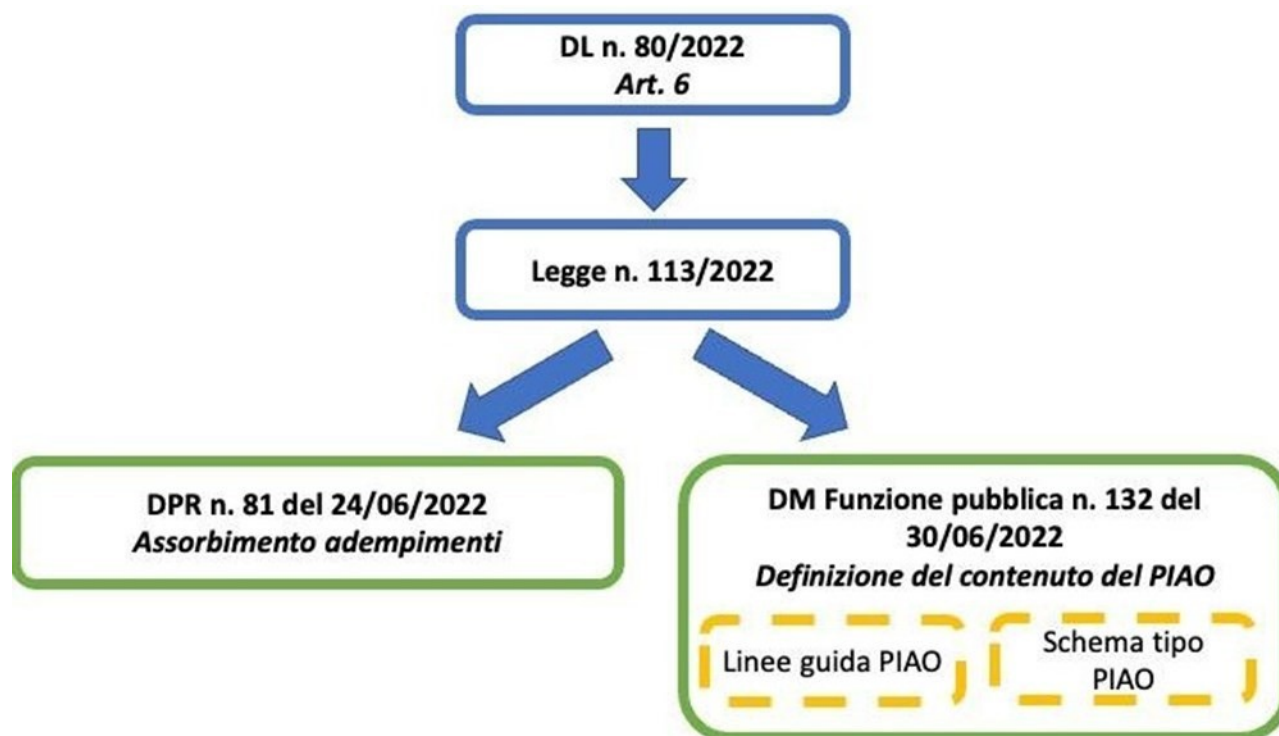 DL n. 80/2022
Art. 6
Legge n. 113/2022
DPR n. 81 del 24/06/2022
Assorbimento adempimenti
DM Funzione pubblica n. 132 del
30/06/2022
Definizione del contenuto del PIAO
Linee guida PIAO
Schema tipo
PIAO